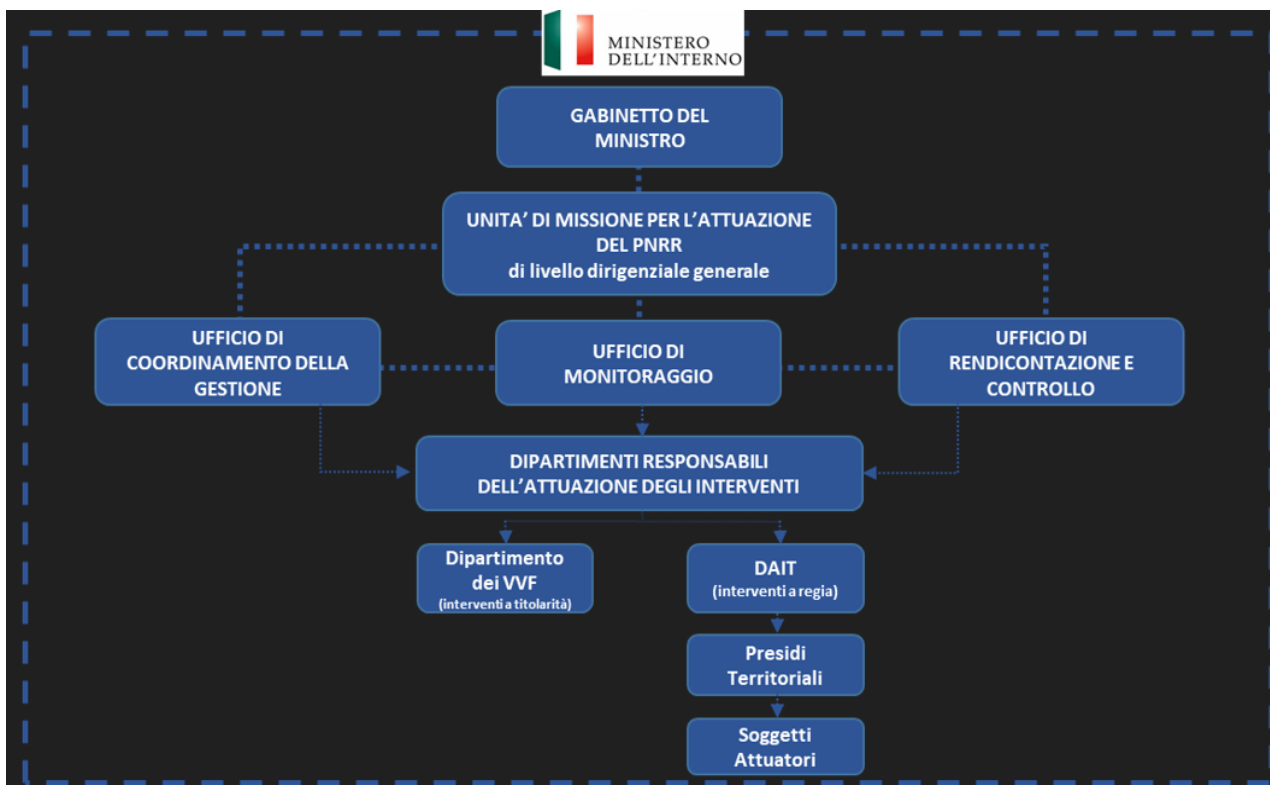 MINISTERO
DELL'INTERNO
GABINETTO DEL
MINISTRO
UNITA’ DI MISSIONE PER L’ATTUAZIONE
DEL PNRR
di livello dirigenziale generale
UFFICIO DI
COORDINAMENTO DELLA
GESTIONE
UFFICIO DI
MONITORAGGIO
UFFICIO DI
RENDICONTAZIONE E
CONTROLLO
DIPARTIMENTI RESPONSABILI
DELL’ATTUAZIONE DEGLI INTERVENTI
Dipartimento
dei VVF
(interventi a titolarità)
DAIT
(interventi a regia)
Presidi
Territoriali
Soggetti
Attuatori